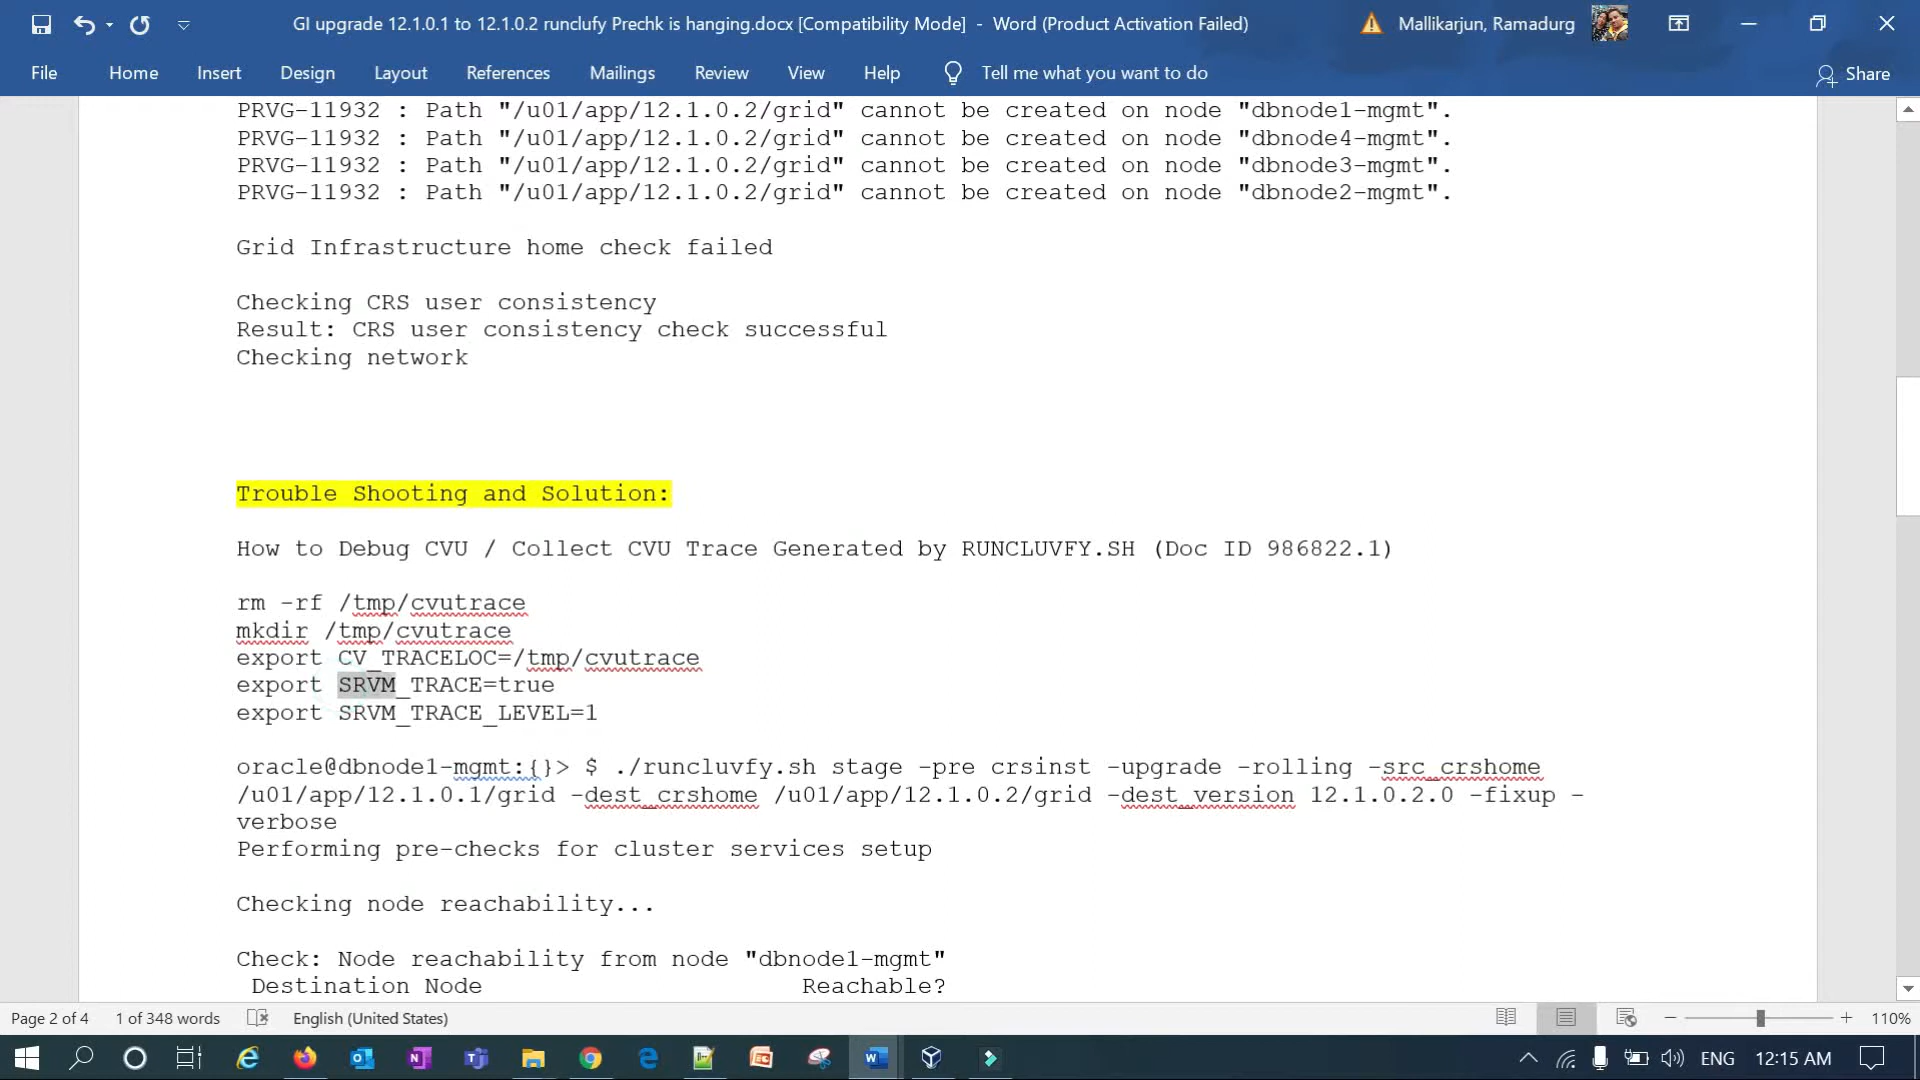 GI upgrade 12.1.0.1 to 12.1.0.2 runclufy Prechk is hanging.docx [Compatibility Mode] - Word (Product Activation Failed)
Mallikarjun, Ramadurg
File Home Insert Design Layout References Mailings Review View Help Tell me what you want to do Share
PRVG-11932 : Path "/u01/app/12.1.0.2/grid" cannot be created on node "dbnode1-mgmt".
PRVG-11932 : Path "/u01/app/12.1.0.2/grid" cannot be created on node "dbnode4-mgmt".
PRVG-11932 : Path "/u01/app/12.1.0.2/grid" cannot be created on node "dbnode3-mgmt".
PRVG-11932 : Path "/u01/app/12.1.0.2/grid" cannot be created on node "dbnode2-mgmt".
Grid Infrastructure home check failed
Checking CRS user consistency
Result: CRS user consistency check successful
Checking network
Trouble Shooting and Solution:
How to Debug CVU / Collect CVU Trace Generated by RUNCLUVFY.SH (Doc ID 986822.1)
rm -rf /tmp/cvutrace
mkdir /tmp/cvutrace
export CV_TRACELOC=/tmp/cvutrace
export SRVM_TRACE=true
export SRVM_TRACE_LEVEL=1
oracle@dbnode1-mgmt:{}> $ ./runcluvfy.sh stage -pre crsinst -upgrade -rolling -src_crshome
/u01/app/12.1.0.1/grid -dest_crshome /u01/app/12.1.0.2/grid -dest_version 12.1.0.2.0 -fixup -
verbose
Performing pre-checks for cluster services setup
Checking node reachability...
Check: Node reachability from node "dbnode1-mgmt"
Destination Node Reachable?
Page 2 of 4 1 of 348 words English (United States) 110%
ENG 12:15 AM